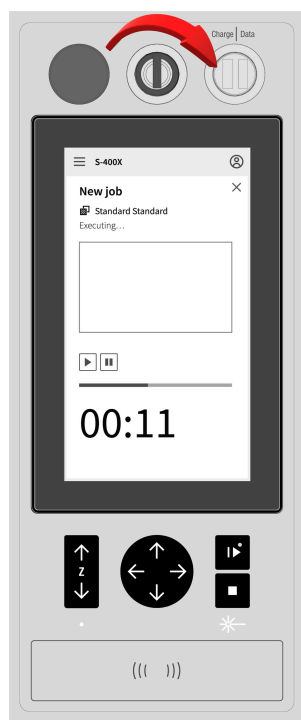 Charge | Data
S-400X
New job
Standard Standard
Executing...
00:11
Z